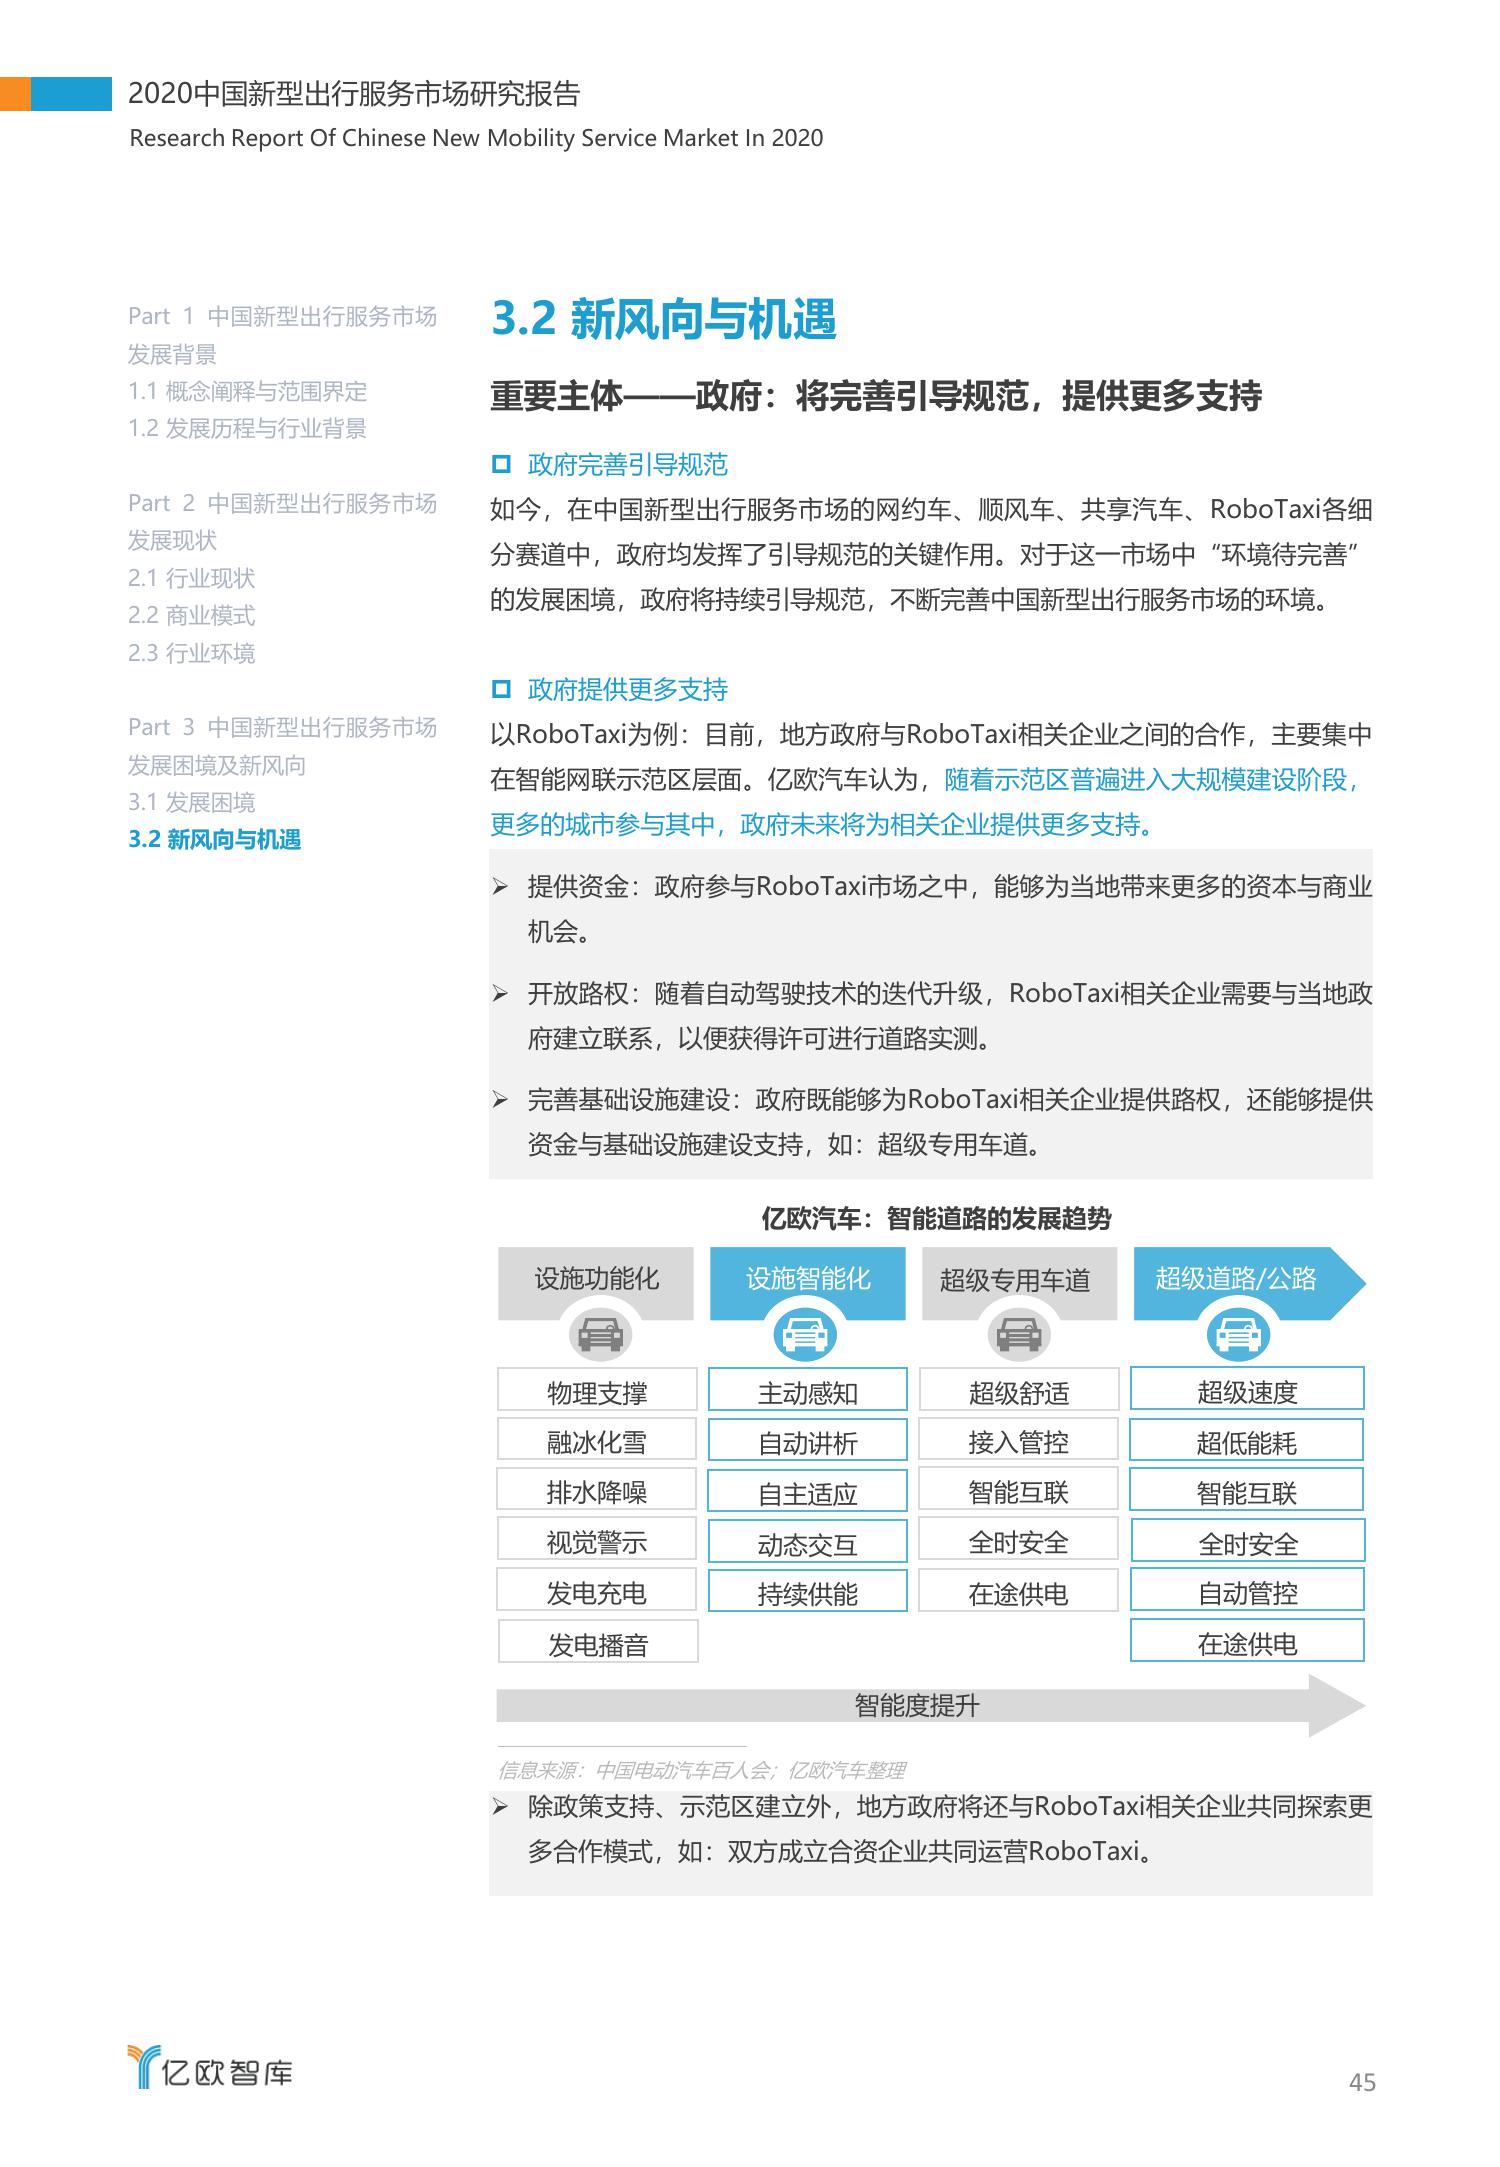 2020中国新型出行服务市场研究报告
Research Report Of Chinese New Mobility Service Market In 2020
Part 1 中国新型出行服务市场
发展背景
1.1 概念阐释与范围界定
1.2 发展历程与行业背景
Part 2 中国新型出行服务市场
发展现状
2.1 行业现状
2.2 商业模式
2.3 行业环境
Part 3 中国新型出行服务市场
发展困境及新风向
3.1 发展困境
3.2 新风向与机遇
3.2 新风向与机遇
重要主体——政府：将完善引导规范，提供更多支持
政府完善引导规范
如今，在中国新型出行服务市场的网约车、顺风车、共享汽车、RoboTaxi各细
分赛道中，政府均发挥了引导规范的关键作用。对于这一市场中“环境待完善”
的发展困境，政府将持续引导规范，不断完善中国新型出行服务市场的环境。
政府提供更多支持
以RoboTaxi为例：目前，地方政府与RoboTaxi相关企业之间的合作，主要集中
在智能网联示范区层面。亿欧汽车认为，随着示范区普遍进入大规模建设阶段，
更多的城市参与其中，政府未来将为相关企业提供更多支持。
➢ 提供资金：政府参与RoboTaxi市场之中，能够为当地带来更多的资本与商业
机会。
➢ 开放路权：随着自动驾驶技术的迭代升级，RoboTaxi相关企业需要与当地政
府建立联系，以便获得许可进行道路实测。
➢ 完善基础设施建设：政府既能够为RoboTaxi相关企业提供路权，还能够提供
资金与基础设施建设支持，如：超级专用车道。
亿欧汽车：智能道路的发展趋势
设施功能化 设施智能化 超级专用车道 超级道路/公路
物理支撑 主动感知 超级舒适 超级速度
融冰化雪 自动讲析 接入管控 超低能耗
排水降噪 自主适应 智能互联 智能互联
视觉警示 动态交互 全时安全 全时安全
发电充电 持续供能 在途供电 自动管控
发电播音 在途供电
智能度提升
信息来源：中国电动汽车百人会；亿欧汽车整理
➢ 除政策支持、示范区建立外，地方政府将还与RoboTaxi相关企业共同探索更
多合作模式，如：双方成立合资企业共同运营RoboTaxi。
亿欧智库
45